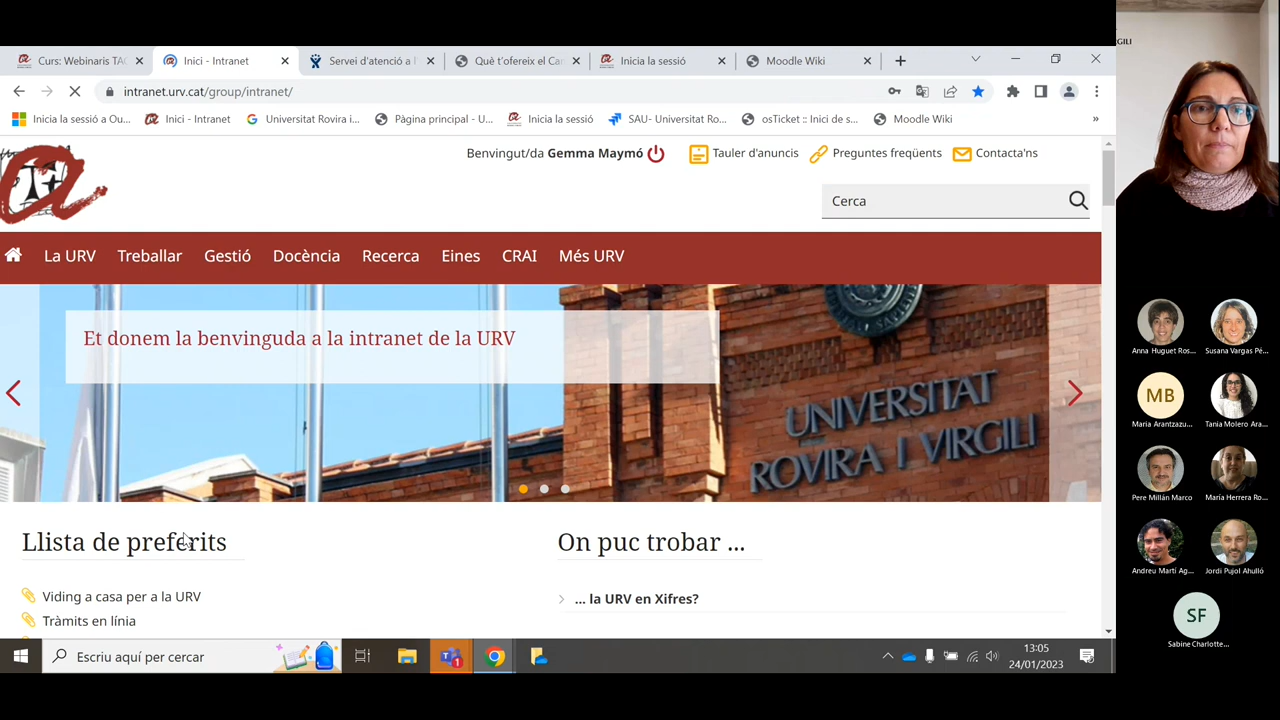 RGILI
Curs: Webinaris TAC
Inici - Intranet
Servei d'atenció a l
Què t'ofereix el Can
Inicia la sessió
Moodle Wiki
intranet.urv.cat/group/intranet/
Inicia la sessió a Ou...
Inici - Intranet
Universitat Rovira i...
Pàgina principal - U...
Inicia la sessió
SAU- Universitat Ro...
osTicket :: Inici de s...
Moodle Wiki
»
Benvingut/da Gemma Maymó
Tauler d'anuncis
Preguntes freqüents
Contacta'ns
Cerca
La URV
Treballar
Gestió
Docència
Recerca
Eines
CRAI
Més URV
Et donem la benvinguda a la intranet de la URV
UNIVERSITAT
ROVIRA I VIRGILI
Llista de preferits
On puc trobar ...
Viding a casa per a la URV
... la URV en Xifres?
Tràmits en línia
Escriu aquí per cercar
1
13:05
24/01/2023
Anna Huguet Ros...
Susana Vargas Pé...
MB
Maria Arantzazu...
Tania Molero Ara...
Pere Millán Marco
María Herrera Ro...
Andreu Martí Ag...
Jordi Pujol Ahulló
SF
Sabine Charlotte...